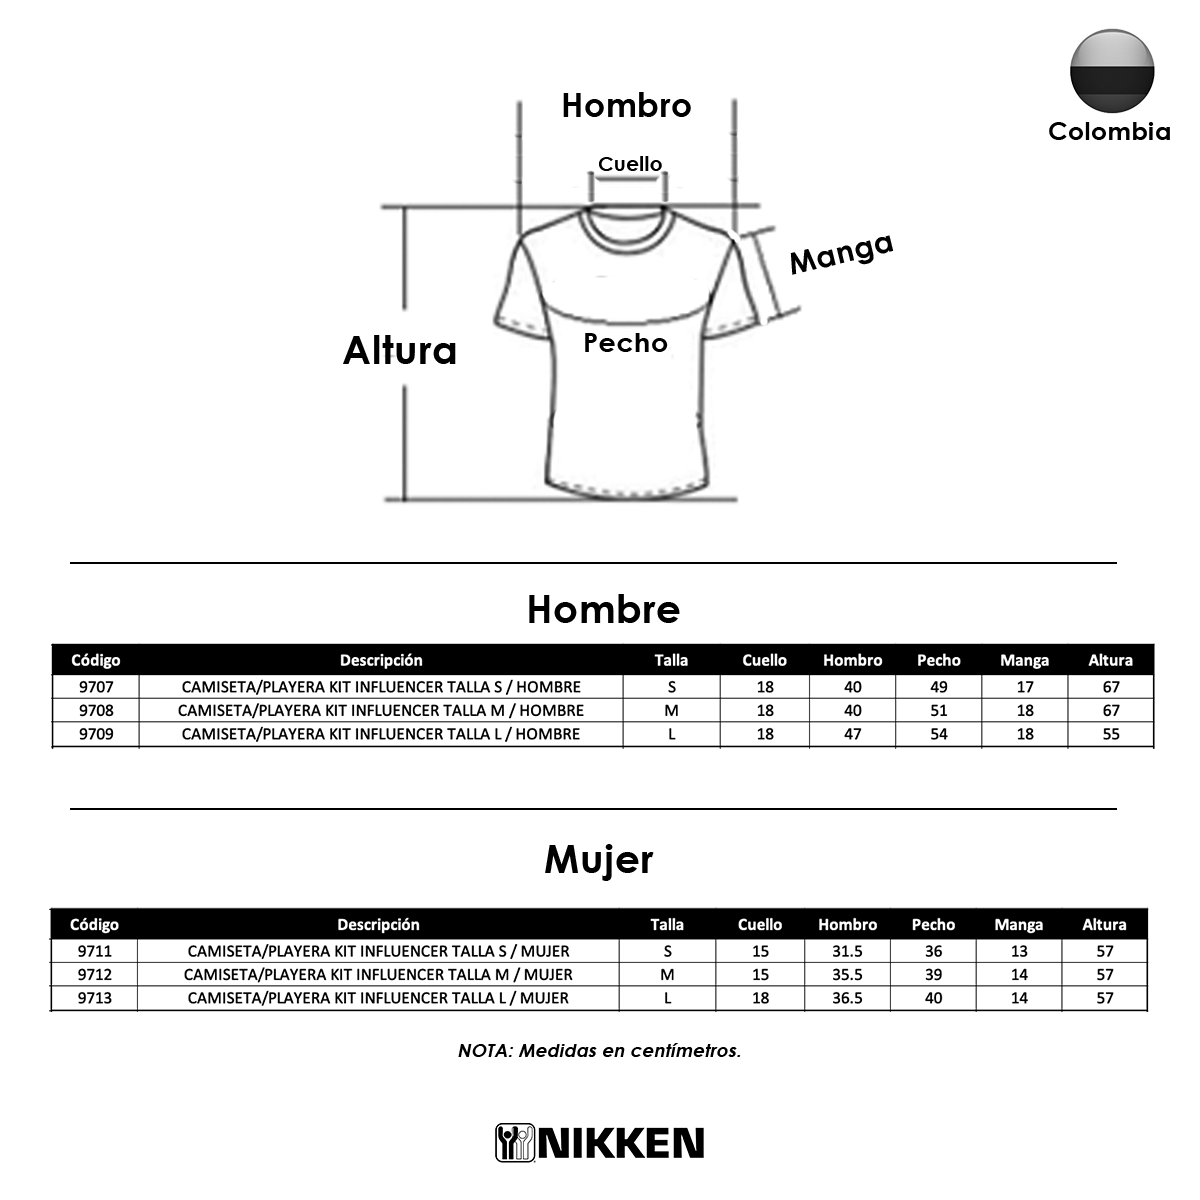 Colombia
Hombro
Cuello
Manga
Altura
Pecho
Hombre
Código Descripción Talla Cuello Hombro Pecho Manga Altura
9707 CAMISETA/PLAYERA KIT INFLUENCER TALLA S / HOMBRE S 18 40 49 17 67
9708 CAMISETA/PLAYERA KIT INFLUENCER TALLA M / HOMBRE M 18 40 51 18 67
9709 CAMISETA/PLAYERA KIT INFLUENCER TALLA L / HOMBRE L 18 47 54 18 55
Mujer
Código Descripción Talla Cuello Hombro Pecho Manga Altura
9711 CAMISETA/PLAYERA KIT INFLUENCER TALLA S / MUJER S 15 31.5 36 13 57
9712 CAMISETA/PLAYERA KIT INFLUENCER TALLA M / MUJER M 15 35.5 39 14 57
9713 CAMISETA/PLAYERA KIT INFLUENCER TALLA L / MUJER L 18 36.5 40 14 57
NOTA: Medidas en centímetros.
NIKKEN